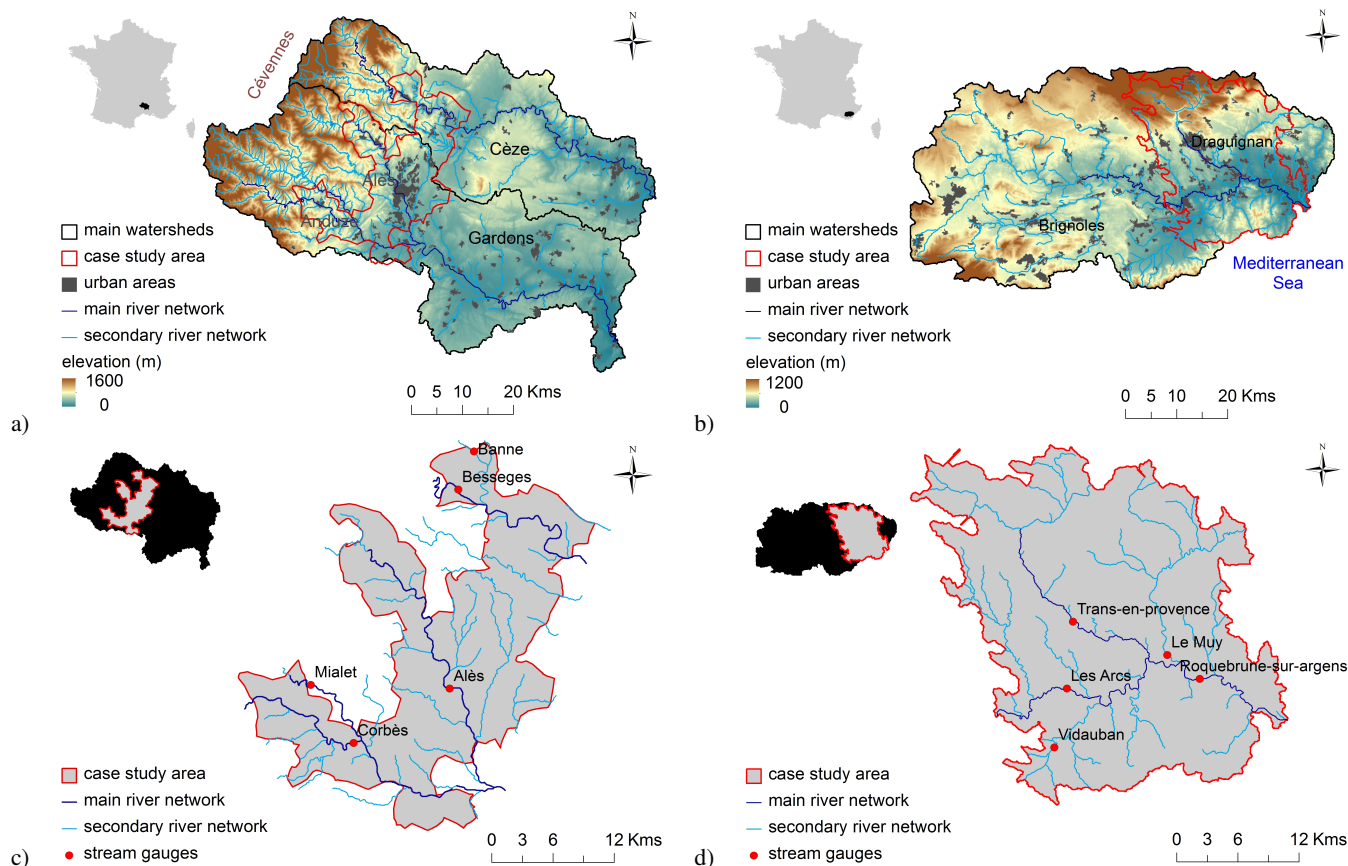 N
Cévennes
Cèze
Alès
Anduze
Gardons
main watersheds
case study area
urban areas
main river network
secondary river network
elevation (m)
1600
0
0 5 10 20 Kms
a)
N
Draguignan
Brignoles
Mediterranean
Sea
main watersheds
case study area
urban areas
main river network
secondary river network
elevation (m)
1200
0
0 5 10 20 Kms
b)
N
Banne
Besseges
Mialet
Alès
Corbès
case study area
main river network
secondary river network
stream gauges
0 3 6 12 Kms
c)
N
Trans-en-provence
Le Muy
Roquebrune-sur-argens
Les Arcs
Vidauban
case study area
main river network
secondary river network
stream gauges
0 3 6 12 Kms
d)